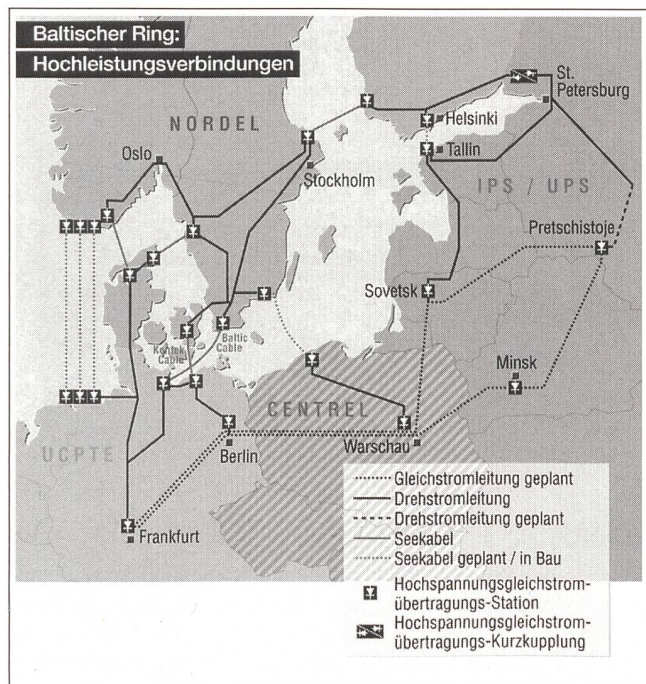 Baltischer Ring:
Hochleistungsverbindungen
NORDEL
Oslo
Stockholm
St.
Petersburg
Helsinki
Tallin
IPS / UPS
Pretschistoje
Sovetsk
Baltic
Cable
Kontek
Cable
Minsk
CENTREL
UCPTE
Berlin
Warschau
Frankfurt
Gleichstromleitung geplant
Drehstromleitung
Drehstromleitung geplant
Seekabel
Seekabel geplant / in Bau
Hochspannungsgleichstrom-
übertragungs-Station
Hochspannungsgleichstrom-
übertragungs-Kurzkupplung